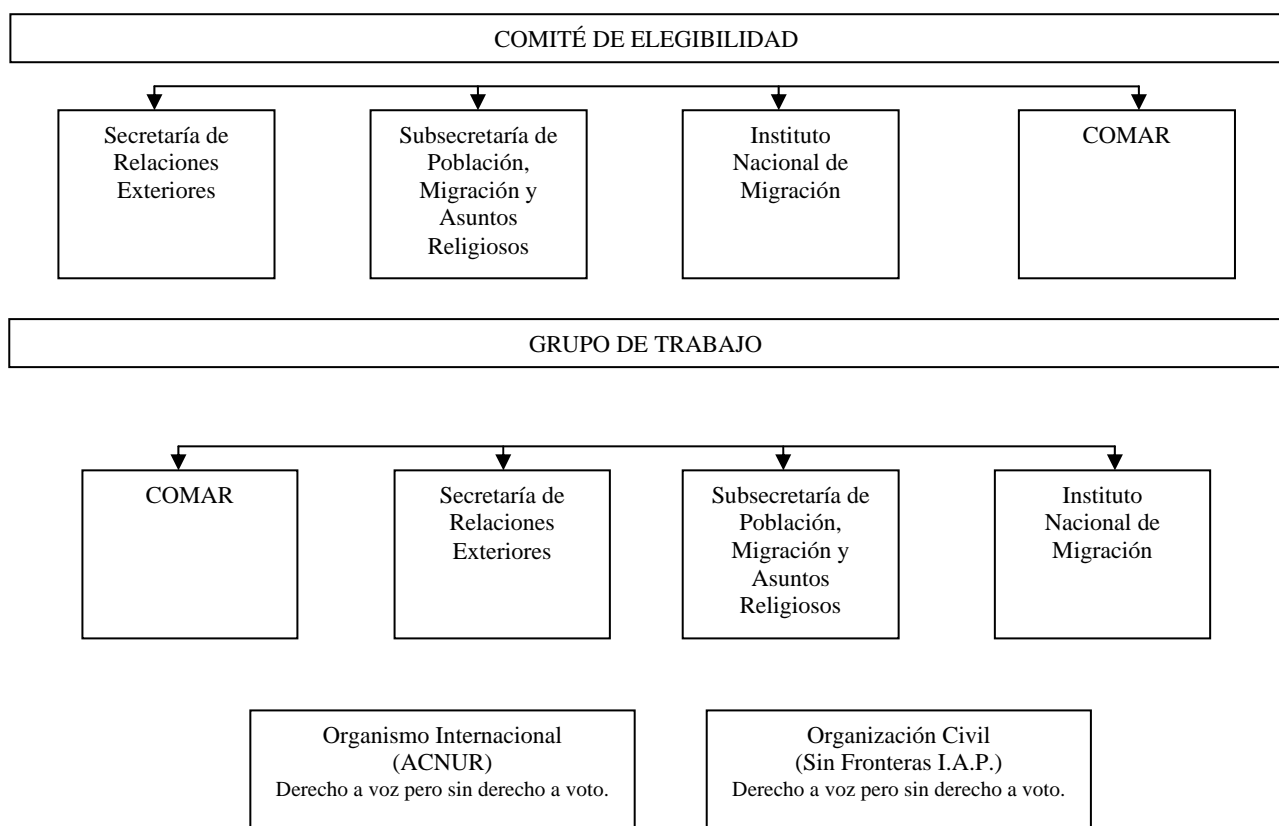 COMITÉ DE ELEGIBILIDAD
Secretaría de
Relaciones
Exteriores
Subsecretaría de
Población,
Migración y
Asuntos
Religiosos
Instituto
Nacional de
Migración
COMAR
GRUPO DE TRABAJO
COMAR
Secretaría de
Relaciones
Exteriores
Subsecretaría de
Población,
Migración y
Asuntos
Religiosos
Instituto
Nacional de
Migración
Organismo Internacional
(ACNUR)
Derecho a voz pero sin derecho a voto.
Organización Civil
(Sin Fronteras I.A.P.)
Derecho a voz pero sin derecho a voto.